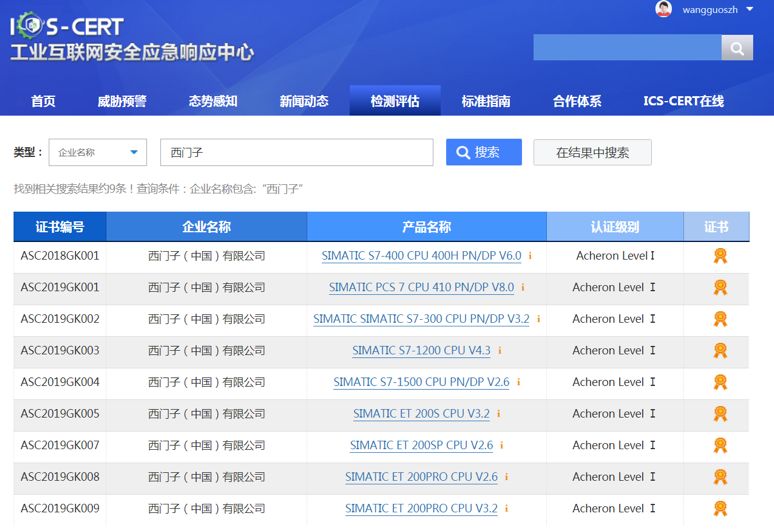 wangguoszh
ICS-CERT
工业互联网安全应急响应中心
首页 威胁预警 态势感知 新闻动态 检测评估 标准指南 合作体系 ICS-CERT在线
类型： 企业名称 西门子 搜索 在结果中搜索
找到相关搜索结果约9条！查询条件：企业名称包含: "西门子"
证书编号 企业名称 产品名称 认证级别 证书
ASC2018GK001 西门子（中国）有限公司 SIMATIC S7-400 CPU 400H PN/DP V6.0 i Acheron Level I
ASC2019GK001 西门子（中国）有限公司 SIMATIC PCS 7 CPU 410 PN/DP V8.0 i Acheron Level I
ASC2019GK002 西门子（中国）有限公司 SIMATIC SIMATIC S7-300 CPU PN/DP V3.2 i Acheron Level I
ASC2019GK003 西门子（中国）有限公司 SIMATIC S7-1200 CPU V4.3 i Acheron Level I
ASC2019GK004 西门子（中国）有限公司 SIMATIC S7-1500 CPU PN/DP V2.6 i Acheron Level I
ASC2019GK005 西门子（中国）有限公司 SIMATIC ET 200S CPU V3.2 i Acheron Level I
ASC2019GK007 西门子（中国）有限公司 SIMATIC ET 200SP CPU V2.6 i Acheron Level I
ASC2019GK008 西门子（中国）有限公司 SIMATIC ET 200PRO CPU V2.6 i Acheron Level I
ASC2019GK009 西门子（中国）有限公司 SIMATIC ET 200PRO CPU V3.2 i Acheron Level I